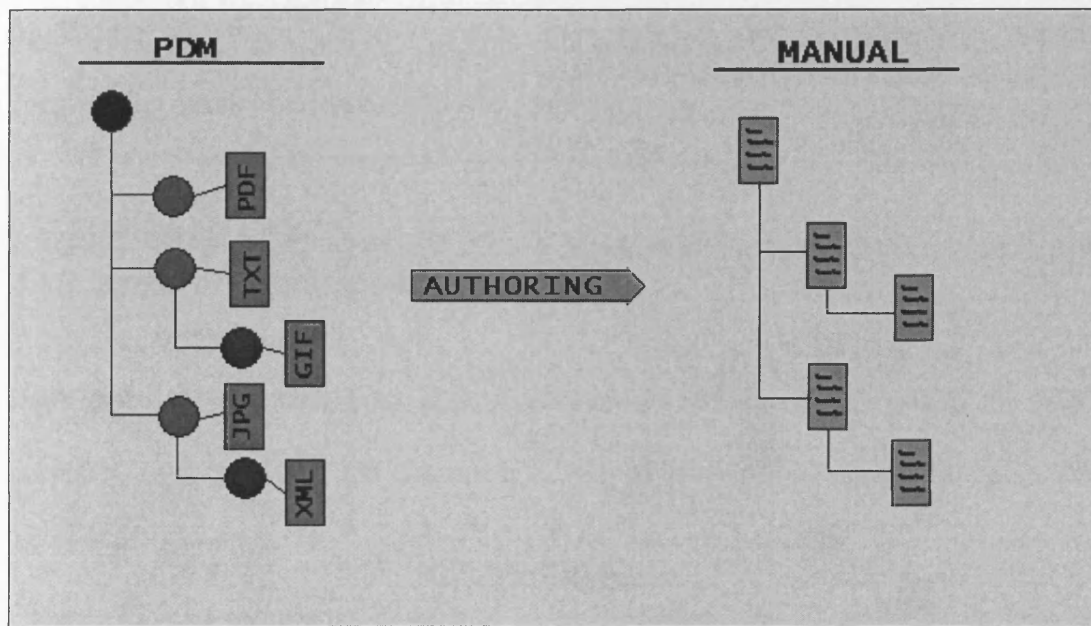 PDM
MANUAL
PDF
TXT
AUTHORING
GIF
JPG
XML